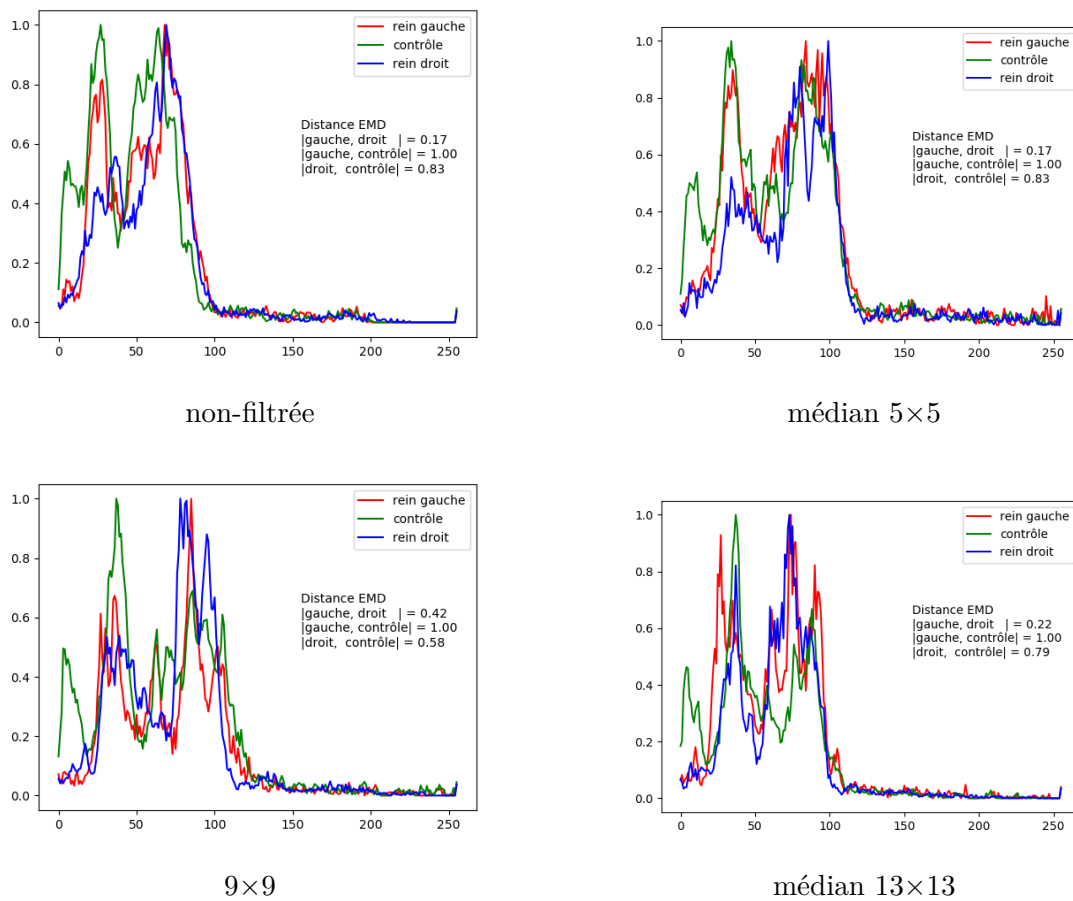 1.0
0.8
0.6
0.4
0.2
0.0
0 50 100 150 200 250
rein gauche
contrôle
rein droit
Distance EMD
|gauche, droit | = 0.17
|gauche, contrôle| = 1.00
|droit, contrôle| = 0.83
non-filtrée
1.0
0.8
0.6
0.4
0.2
0.0
0 50 100 150 200 250
rein gauche
contrôle
rein droit
Distance EMD
|gauche, droit | = 0.17
|gauche, contrôle| = 1.00
|droit, contrôle| = 0.83
médian 5×5
1.0
0.8
0.6
0.4
0.2
0.0
0 50 100 150 200 250
rein gauche
contrôle
rein droit
Distance EMD
|gauche, droit | = 0.42
|gauche, contrôle| = 1.00
|droit, contrôle| = 0.58
9×9
1.0
0.8
0.6
0.4
0.2
0.0
0 50 100 150 200 250
rein gauche
contrôle
rein droit
Distance EMD
|gauche, droit | = 0.22
|gauche, contrôle| = 1.00
|droit, contrôle| = 0.79
médian 13×13